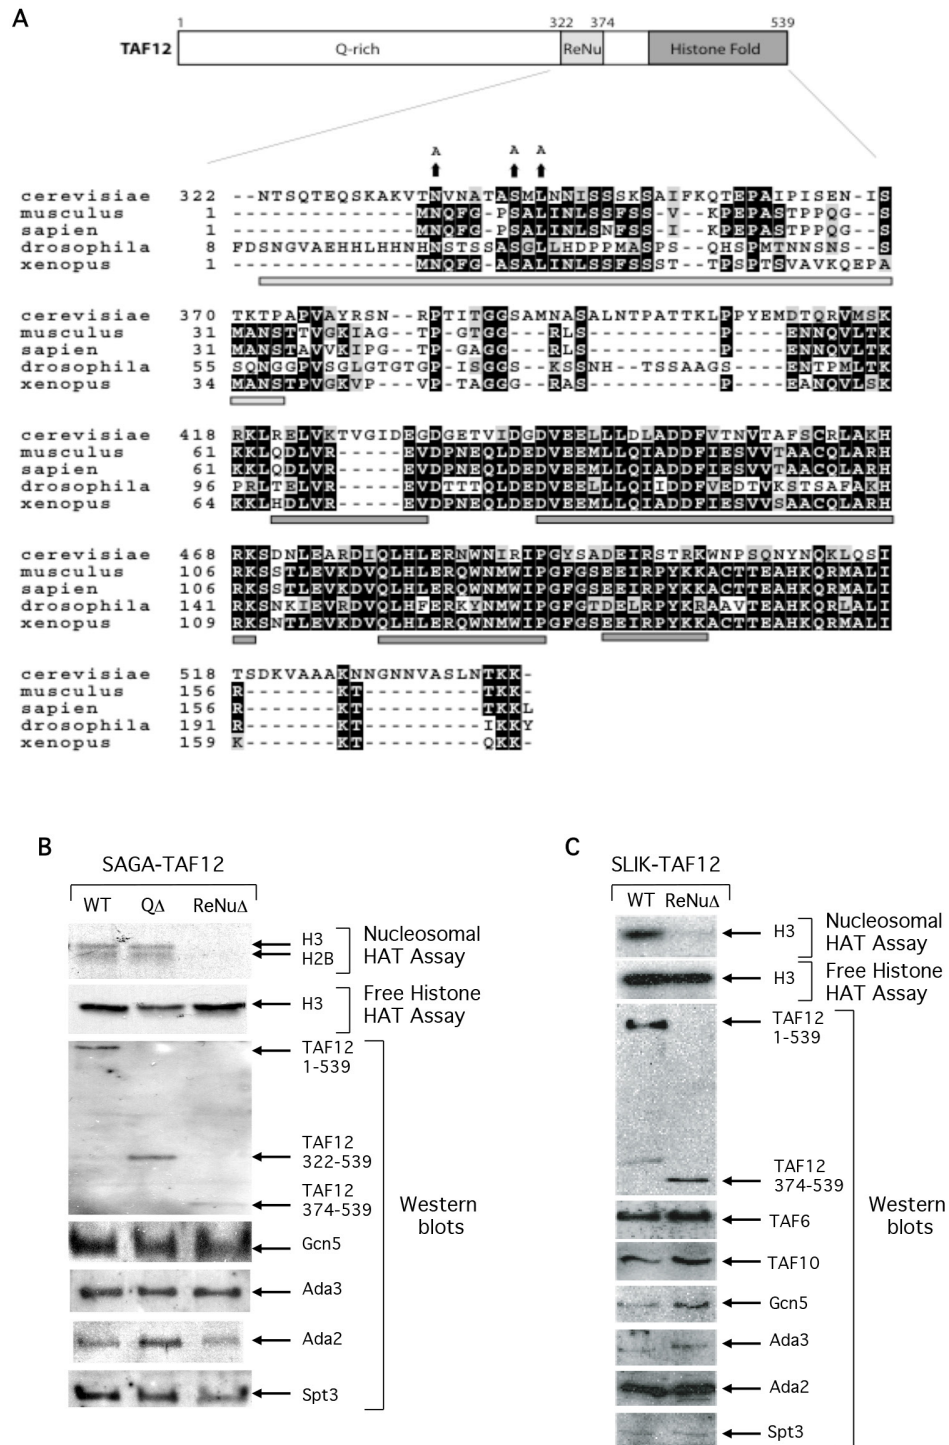 A
1 322 374 539
TAF12 Q-rich ReNu Histone Fold
A A A
cerevisiae 322 --NTSQTEQSKAKVTNVNATASMLNNISSSKSAIFKQTEPAIPISEN-IS
musculus 1 --------------MNQFG-PSALINLSSFSS--V--KPEPASTPPQG--S
sapien 1 --------------MNQFG-PSALINLSNFSS--I--KPEPASTPPQG--S
drosophila 8 FDSNGVAEHHLHHNHNSTSSASGLLHDPPMASPS--QHSPMTNNSNS--S
xenopus 1 --------------MNQFG-ASALINLSSFSSST--TPSPTSVAVKQEPA
cerevisiae 370 TKTPAPVAYRSN--RPTITGGSAMNASALNTPATTKLPPYEMDTQRVMSK
musculus 31 MANSTTVGKIAG--TP-GTGG---RLS----------P----ENNQVLTK
sapien 31 MANSTAVVKIPG--TP-GAGG---RLS----------P----ENNQVLTK
drosophila 55 SQNGGPVSGLGTGTGP-ISGGS--KSSNH--TSSAAGS----ENTPMLTK
xenopus 34 MANSTPVGKVP---VP-TAGG---RAS----------P----EANQVLSK
cerevisiae 418 RKLRELVKTVGIDEGDGETVIDGDVEELLLDLADDFVTNVTAFSCRLAKH
musculus 61 KKLQDLVR-----EVDPNEQLDEDVEEMLLQIADDFIESVVTAACQLARH
sapien 61 KKLQDLVR-----EVDPNEQLDEDVEEMLLQIADDFIESVVTAACQLARH
drosophila 96 PRLTELVR-----EVDTTTQLDEDVEELLLQIIDDFVEDTVKSTSAFAKH
xenopus 64 KKLHDLVR-----EVDPNEQLDEDVEEMLLQIADDFIESVVSAACQLARH
cerevisiae 468 RKSDNLEARDIQLHLERNWNIRIPGYSADEIRSTRKWNPSQNYNQKLQSI
musculus 106 RKSSTLEVKDVQLHLERQWNMWIPGFGSEEIRPYKKACTTEAHKQRMALI
sapien 106 RKSSTLEVKDVQLHLERQWNMWIPGFGSEEIRPYKKACTTEAHKQRMALI
drosophila 141 RKSNKIEVRDVQLHFERKYNMWIPGFGTDELRPYKRAAVTEAHKQRLALI
xenopus 109 RKSNTLEVKDVQLHLERQWNMWIPGFGSEEIRPYKKACTTEAHKQRMALI
cerevisiae 518 TSDKVAAAKNNGNNVASLNTKK-
musculus 156 R-------KT---------TKK-
sapien 156 R-------KT---------TKKL
drosophila 191 R-------KT---------IKKY
xenopus 159 K-------KT---------QKK-
B
SAGA-TAF12
WT QΔ ReNuΔ
H3
H2B
Nucleosomal
HAT Assay
H3
Free Histone
HAT Assay
TAF12
1-539
TAF12
322-539
TAF12
374-539
Gcn5
Ada3
Ada2
Spt3
Western
blots
C
SLIK-TAF12
WT ReNuΔ
H3
Nucleosomal
HAT Assay
H3
Free Histone
HAT Assay
TAF12
1-539
TAF12
374-539
TAF6
TAF10
Gcn5
Ada3
Ada2
Spt3
Western
blots